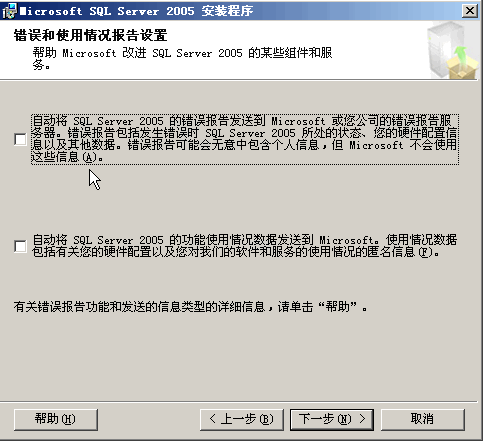 Microsoft SQL Server 2005 安装程序
错误和使用情况报告设置
帮助 Microsoft 改进 SQL Server 2005 的某些组件和服
务。
自动将 SQL Server 2005 的错误报告发送到 Microsoft 或您公司的错误报告服
务器。错误报告包括发生错误时 SQL Server 2005 所处的状态、您的硬件配置信
息以及其他数据。错误报告可能会无意中包含个人信息,但 Microsoft 不会使用
这些信息(A)。
自动将 SQL Server 2005 的功能使用情况数据发送到 Microsoft。使用情况数据
包括有关您的硬件配置以及您对我们的软件和服务的使用情况的匿名信息(F)。
有关错误报告功能和发送的信息类型的详细信息,请单击“帮助”。
帮助(H)
< 上一步(B)
下一步(N) >
取消